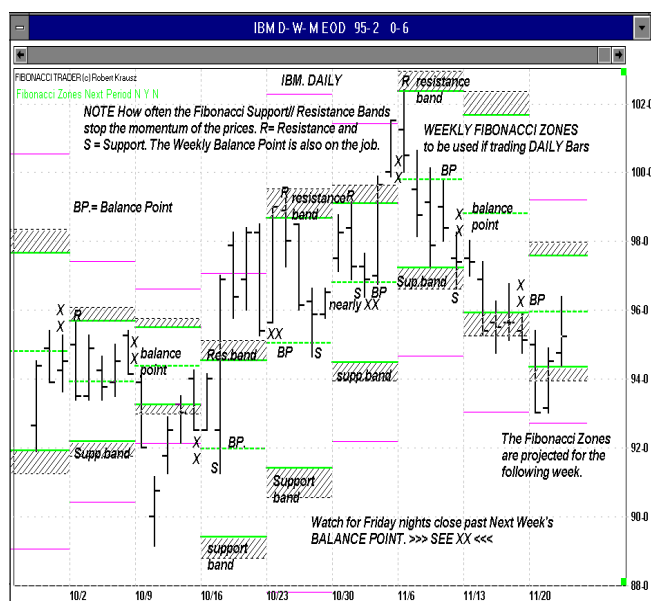 IBM D-W-M EOD 95-2 0-6
FIBONACCI TRADER (c) Robert Krausz
IBM. DAILY
Fibonacci Zones Next Period N Y N
NOTE How often the Fibonacci Support// Resistance Bands
stop the momentum of the prices. R= Resistance and
S = Support. The Weekly Balance Point is also on the job.
R resistance
band
102-0
WEEKLY FIBONACCI ZONES
to be used if trading DAILY Bars
X
X
BP
100-0
BP.= Balance Point
R
resistance
band
R
X
X
balance
point
98-0
S
BP
Sup.band
S
nearly XX
X
X
R
X
X
balance
point
Res.band
XX
BP
S
X
X
BP
96-0
supp.band
94-0
Supp.band
X
X
BP.
92-0
The Fibonacci Zones
are projected for the
following week.
Support
band
90-0
Watch for Friday nights close past Next Week's
BALANCE POINT. >>> SEE XX <<<
support
band
88-0
10/2 10/9 10/16 10/23 10/30 11/6 11/13 11/20